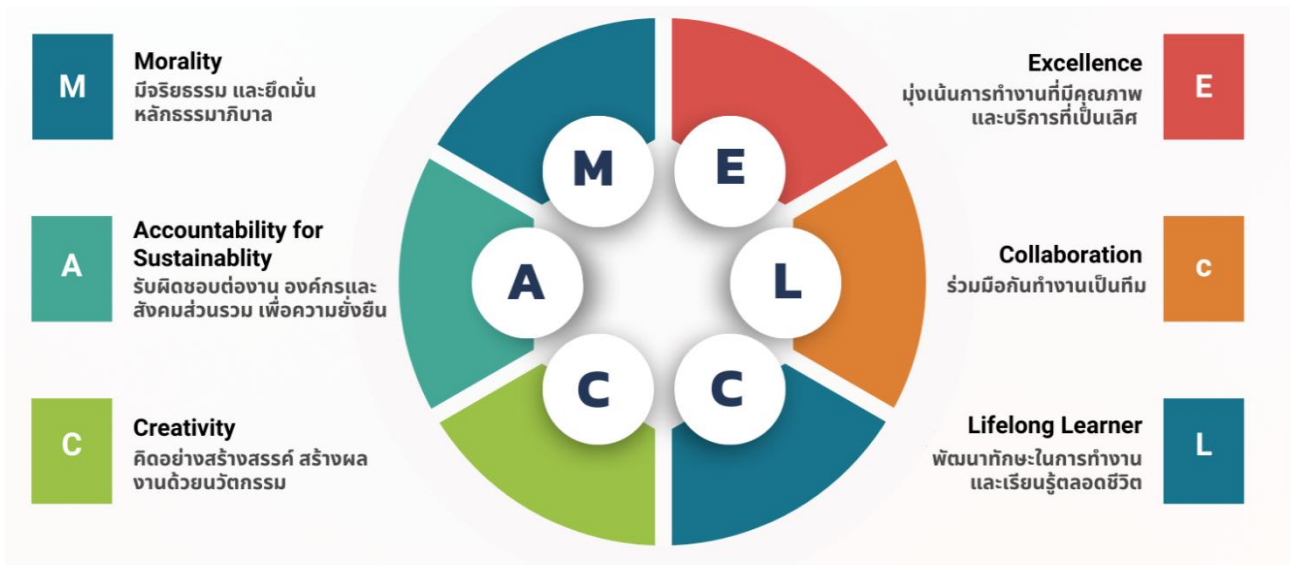 M
Morality
มีจริยธรรม และยึดมั่น
หลักธรรมาภิบาล
A
Accountability for
Sustainablity
รับผิดชอบต่องาน องค์กรและ
สังคมส่วนรวม เพื่อความยั่งยืน
C
Creativity
คิดอย่างสร้างสรรค์ สร้างผล
งานด้วยนวัตกรรม
M
E
A
L
C
C
Excellence
มุ่งเน้นการทำงานที่มีคุณภาพ
และบริการที่เป็นเลิศ
E
Collaboration
ร่วมมือกันทำงานเป็นทีม
c
Lifelong Learner
พัฒนาทักษะในการทำงาน
และเรียนรู้ตลอดชีวิต
L